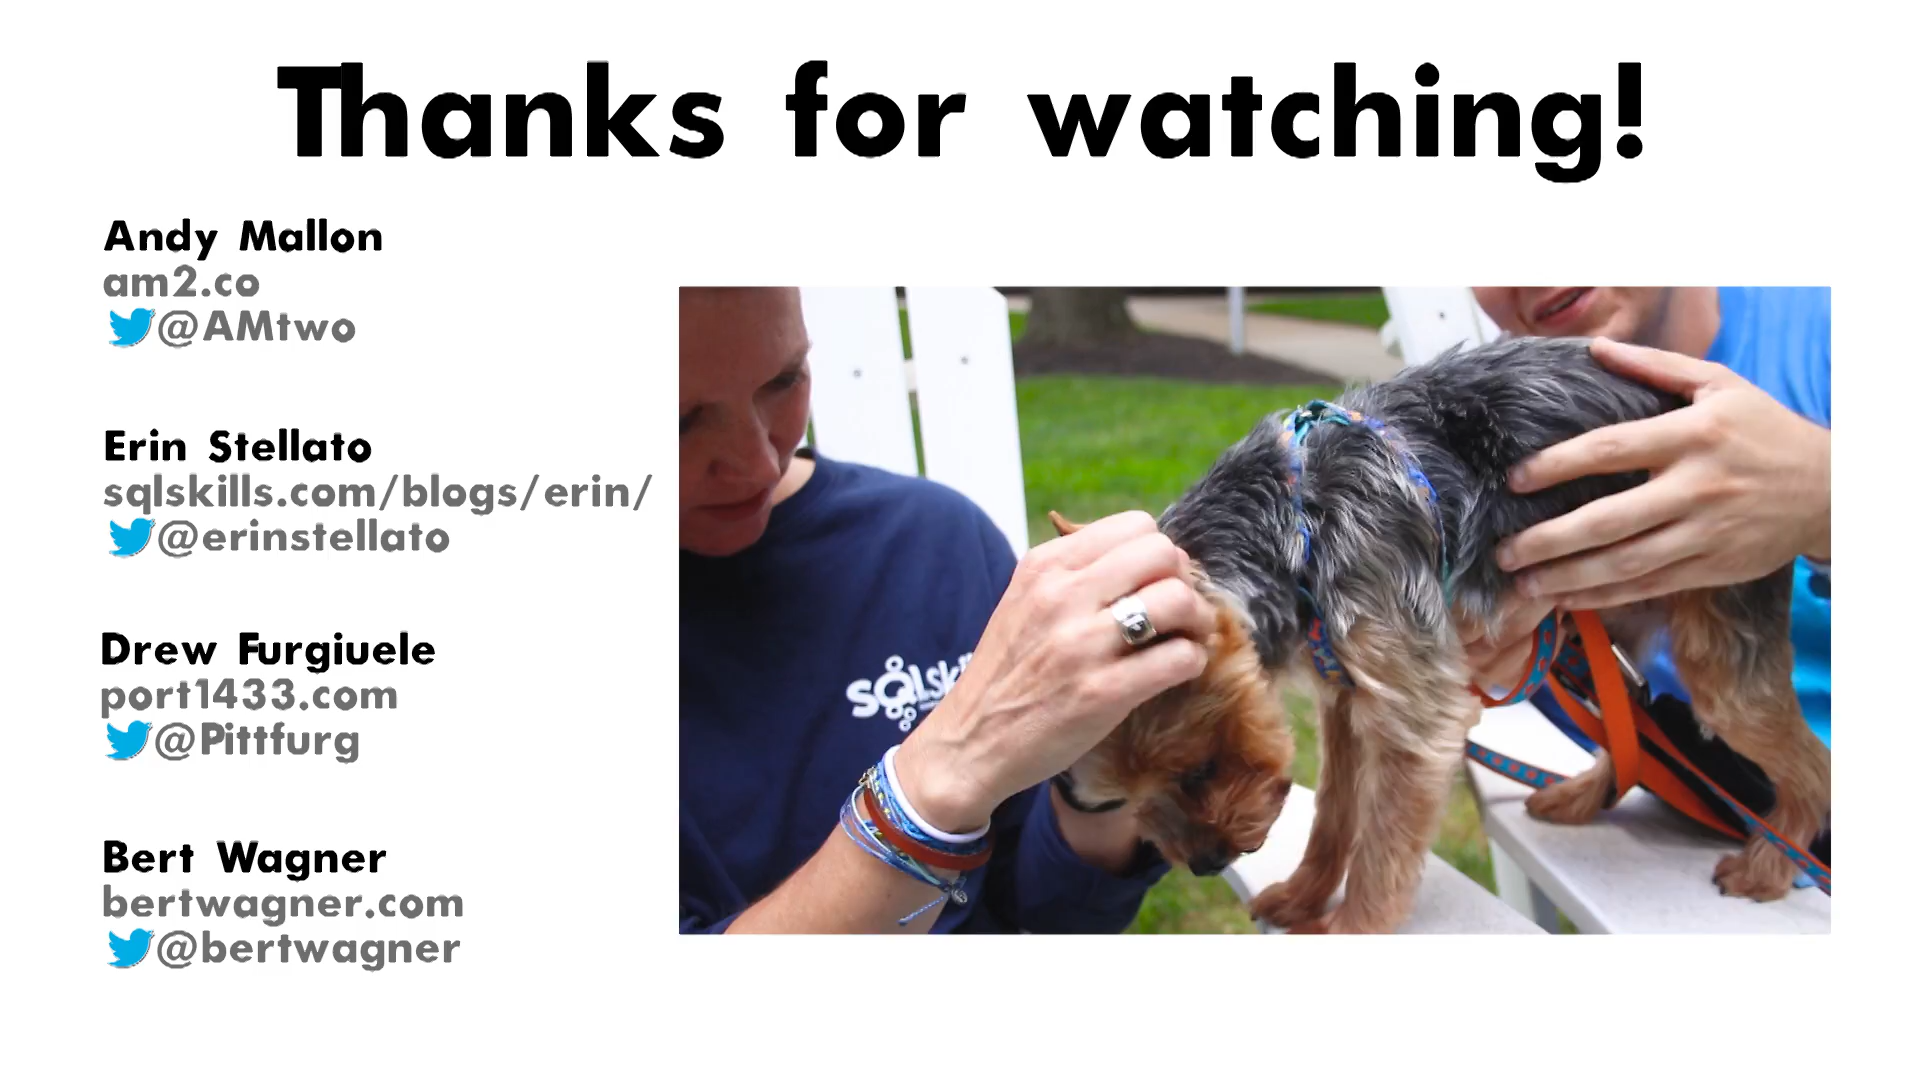 Thanks for watching!
Andy Mallon
am2.co
@AMtwo
Erin Stellato
sqlskills.com/blogs/erin/
@erinstellato
Drew Furgiuele
port1433.com
@Pittfurg
Bert Wagner
bertwagner.com
@bertwagner